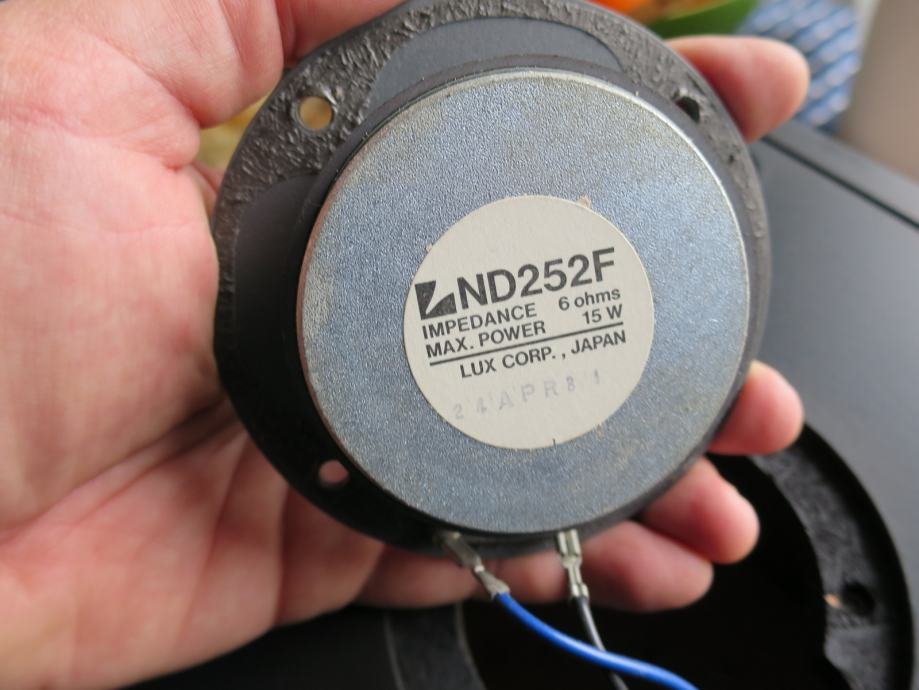 ND252F
IMPEDANCE 6 ohms
MAX. POWER 15 W
LUX CORP., JAPAN
24APR81